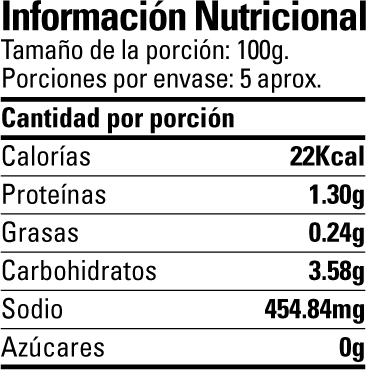 Información Nutricional
Tamaño de la porción: 100g.
Porciones por envase: 5 aprox.
Cantidad por porción
Calorías 22Kcal
Proteínas 1.30g
Grasas 0.24g
Carbohidratos 3.58g
Sodio 454.84mg
Azúcares 0g